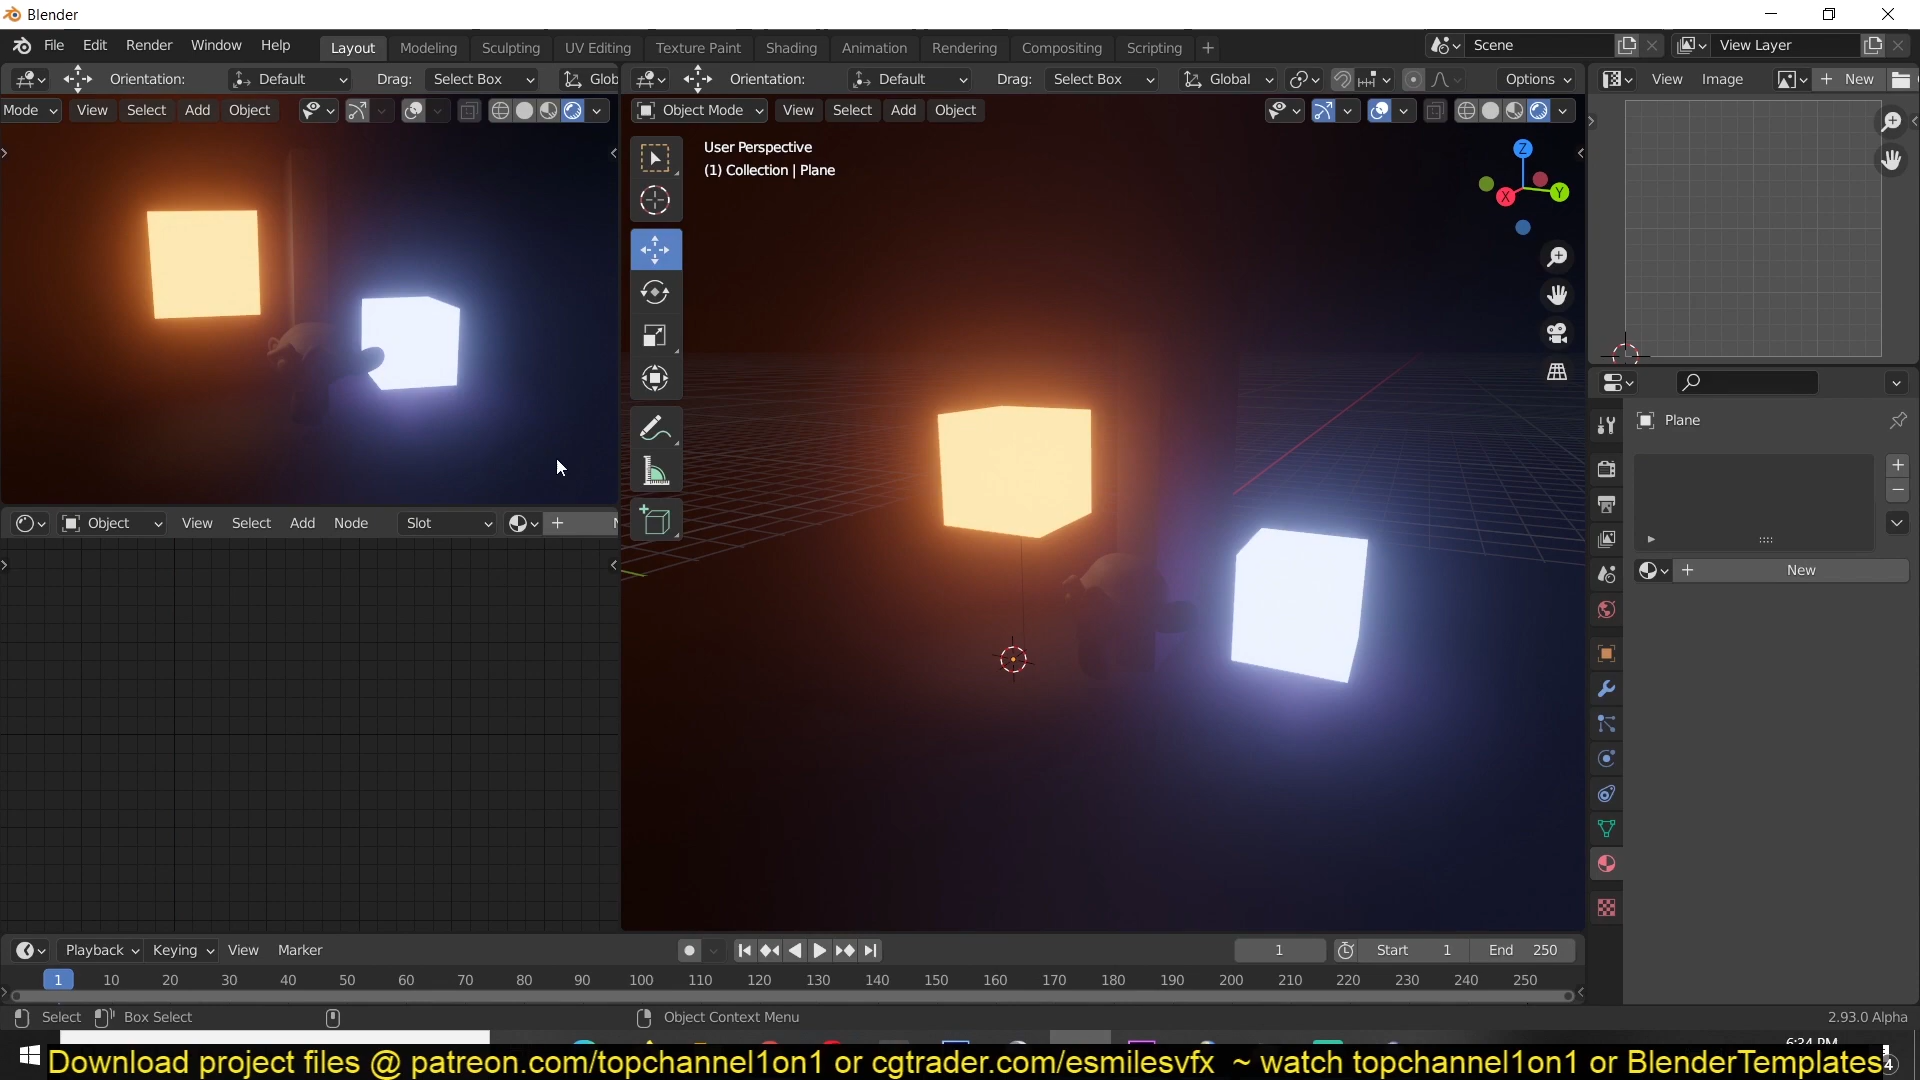 Blender
File Edit Render Window Help Layout Modeling Sculpting UV Editing Texture Paint Shading Animation Rendering Compositing Scripting + Scene View Layer
Orientation: Default Drag: Select Box Glob
Orientation: Default Drag: Select Box Global Options
View Image + New
Mode View Select Add Object
Object Mode View Select Add Object
User Perspective
(1) Collection | Plane
Z
X Y
Plane
+ New
Object View Select Add Node Slot +
Playback Keying View Marker 1 Start 1 End 250
1 10 20 30 40 50 60 70 80 90 100 110 120 130 140 150 160 170 180 190 200 210 220 230 240 250
Select Box Select Object Context Menu 2.93.0 Alpha
Download project files @ patreon.com/topchannel1on1 or cgtrader.com/esmilesvfx ~ watch topchannel1on1 or BlenderTemplates